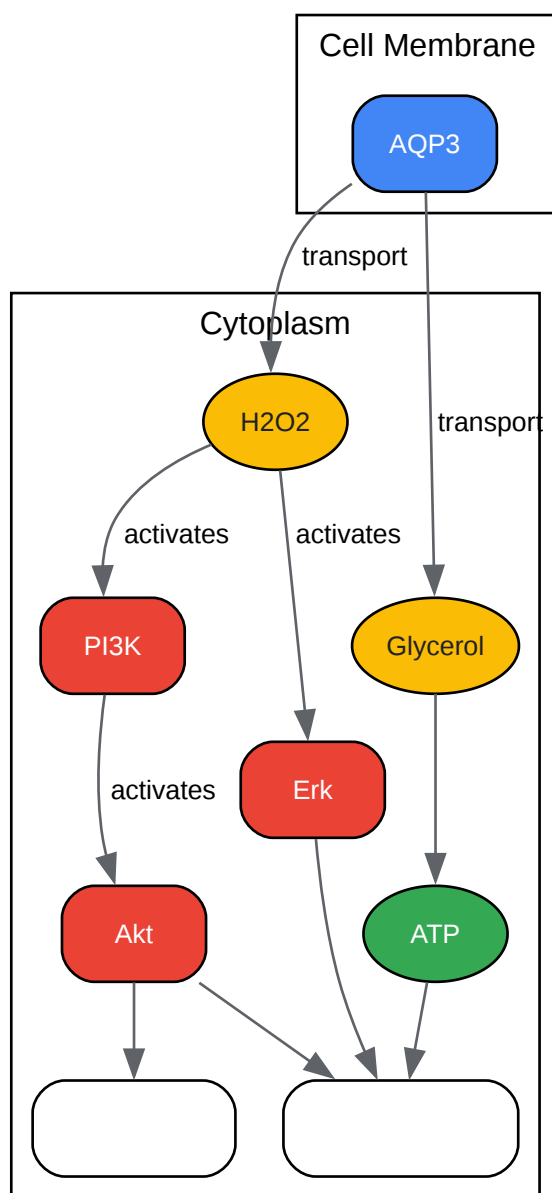 Cell Membrane
AQP3
transport
Cytoplasm
H2O2
transport
activates
activates
PI3K
Glycerol
activates
Erk
Akt
ATP